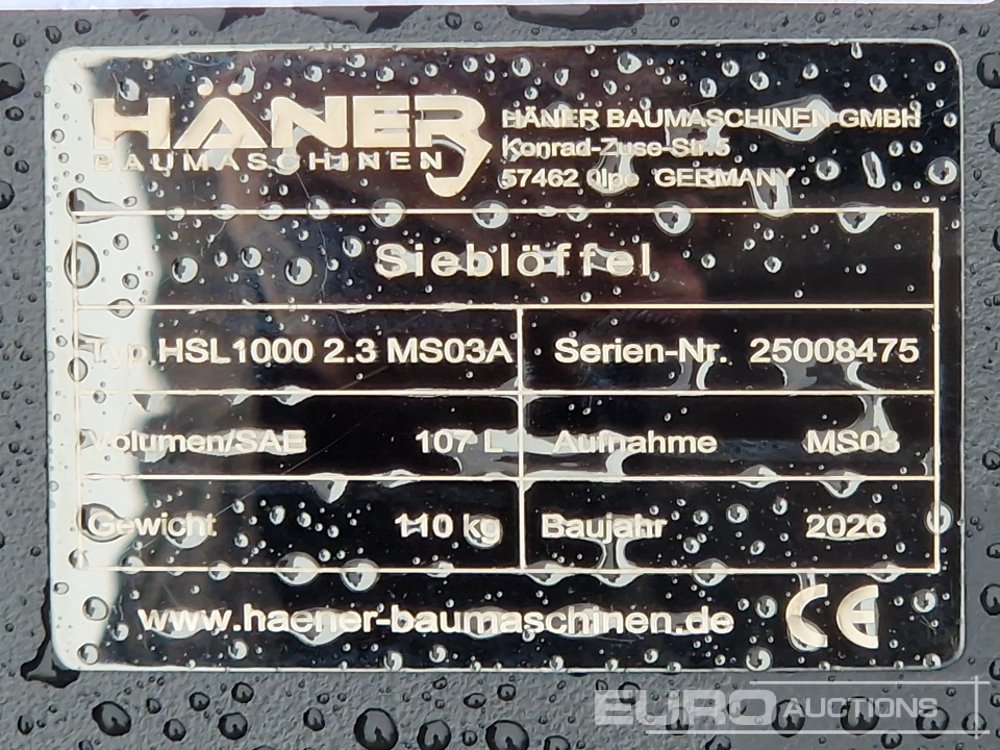 HÄNER
BAUMASCHINEN
HÄNER BAUMASCHINEN GMBH
Konrad-Zuse-Str.5
57462 Olpe GERMANY
Sieblöffel
Typ. HSL1000 2.3 MS03A
Serien-Nr. 25008475
Volumen/SAE 107 L
Aufnahme MS03
Gewicht 110 kg
Baujahr 2026
www.haener-baumaschinen.de
CE
EURO AUCTIONS